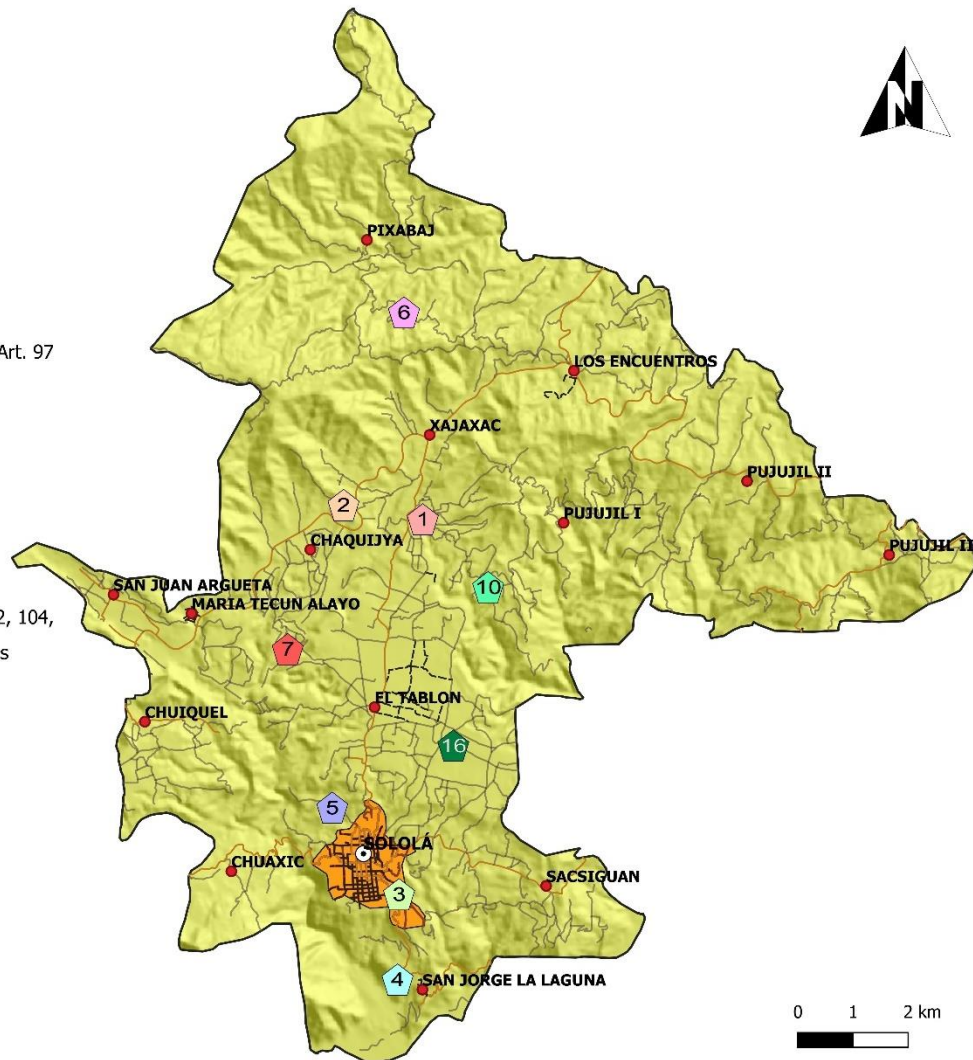 N
PIXABAJ
6
Art. 97
LOS ENCUENTROS
XAJAXAC
PUJUJIL II
2
1
PUJUJIL I
CHAQUIJYA
PUJUJIL II
10
SAN JUAN ARGUETA
MARIA TECUN ALAYO
2, 104,
s
7
EL TABLON
CHUIQUEL
16
5
SOLOLÁ
CHUAXIC
SACSIGUAN
3
4
SAN JORGE LA LAGUNA
0 1 2 km